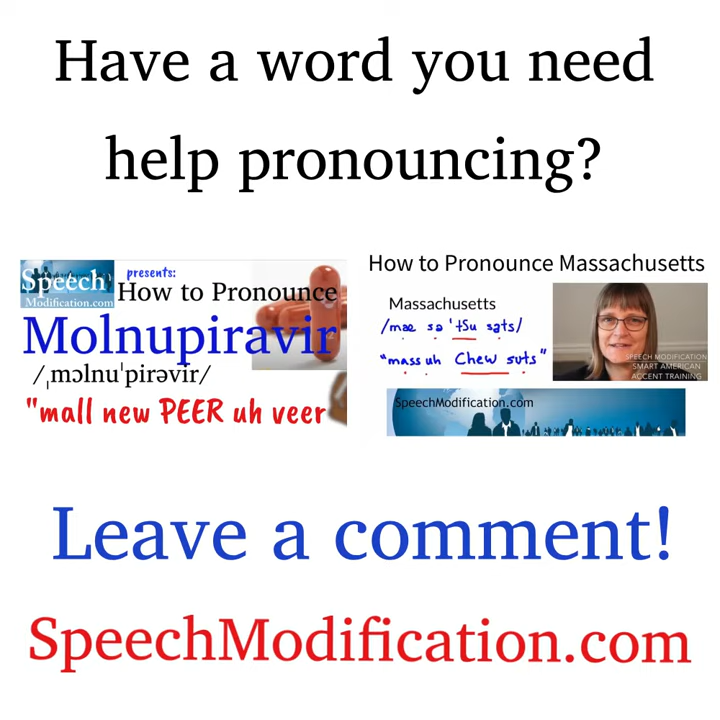 Have a word you need
help pronouncing?
Speech
Modification.com
presents:
How to Pronounce
Molnupiravir
/ˌmɔlnuˈpirəvir/
"mall new PEER uh veer
How to Pronounce Massachusetts
Massachusetts
/mæ sə ˈtʃu səts/
"mass uh Chew suts"
SPEECH MODIFICATION
SMART AMERICAN
ACCENT TRAINING
SpeechModification.com
Leave a comment!
SpeechModification.com